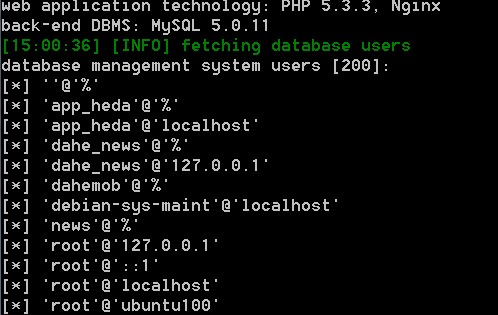 web application technology: PHP 5.3.3, Nginx
back-end DBMS: MySQL 5.0.11
[15:00:36] [INFO] fetching database users
database management system users [200]:
[*] ''@'%'
[*] 'app_heda'@'%'
[*] 'app_heda'@'localhost'
[*] 'dahe_news'@'%'
[*] 'dahe_news'@'127.0.0.1'
[*] 'dahemob'@'%'
[*] 'debian-sys-maint'@'localhost'
[*] 'news'@'%'
[*] 'root'@'127.0.0.1'
[*] 'root'@'::1'
[*] 'root'@'localhost'
[*] 'root'@'ubuntu100'